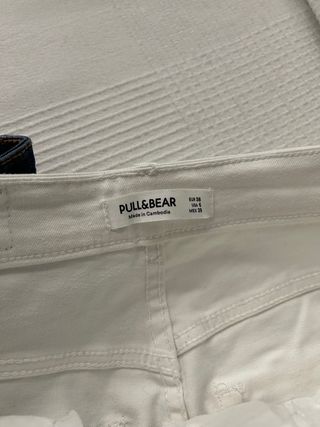 PULL&BEAR
Made in Cambodia
EUR 38
USA 6
MEX 28